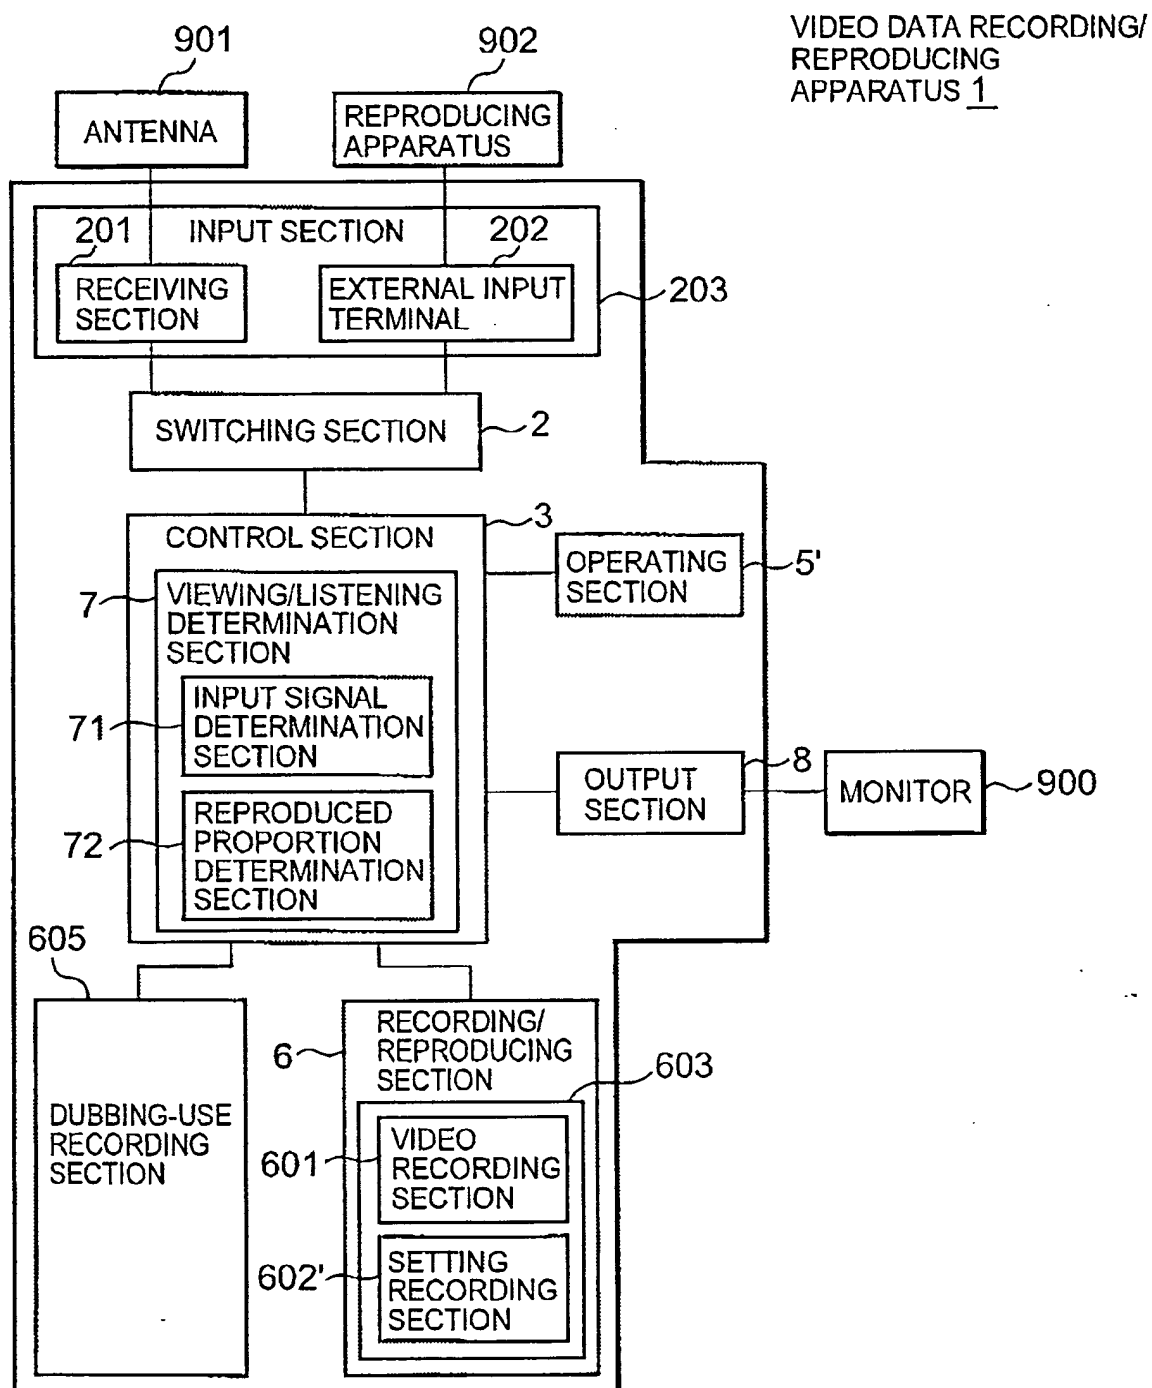 901
902
VIDEO DATA RECORDING/
REPRODUCING
APPARATUS 1
ANTENNA
REPRODUCING
APPARATUS
INPUT SECTION
201
202
203
RECEIVING
SECTION
EXTERNAL INPUT
TERMINAL
SWITCHING SECTION
2
CONTROL SECTION
3
OPERATING
SECTION
5'
7
VIEWING/LISTENING
DETERMINATION
SECTION
71
INPUT SIGNAL
DETERMINATION
SECTION
72
REPRODUCED
PROPORTION
DETERMINATION
SECTION
OUTPUT
SECTION
8
MONITOR
900
605
DUBBING-USE
RECORDING
SECTION
6
RECORDING/
REPRODUCING
SECTION
603
601
VIDEO
RECORDING
SECTION
602'
SETTING
RECORDING
SECTION